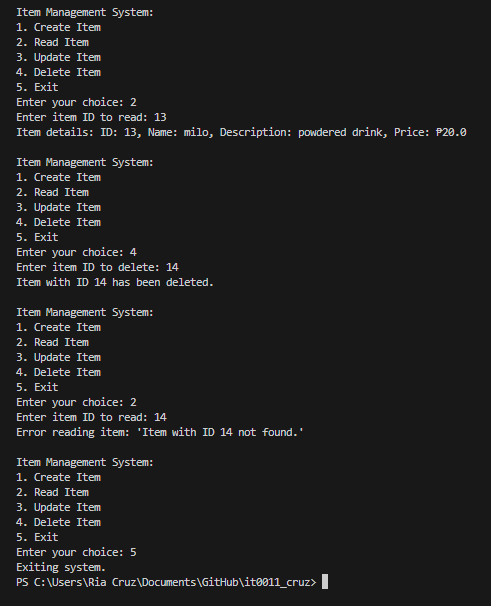 Item Management System:
1. Create Item
2. Read Item
3. Update Item
4. Delete Item
5. Exit
Enter your choice: 2
Enter item ID to read: 13
Item details: ID: 13, Name: milo, Description: powdered drink, Price: ₱20.0
Item Management System:
1. Create Item
2. Read Item
3. Update Item
4. Delete Item
5. Exit
Enter your choice: 4
Enter item ID to delete: 14
Item with ID 14 has been deleted.
Item Management System:
1. Create Item
2. Read Item
3. Update Item
4. Delete Item
5. Exit
Enter your choice: 2
Enter item ID to read: 14
Error reading item: 'Item with ID 14 not found.'
Item Management System:
1. Create Item
2. Read Item
3. Update Item
4. Delete Item
5. Exit
Enter your choice: 5
Exiting system.
PS C:\Users\Ria Cruz\Documents\GitHub\it0011_cruz>